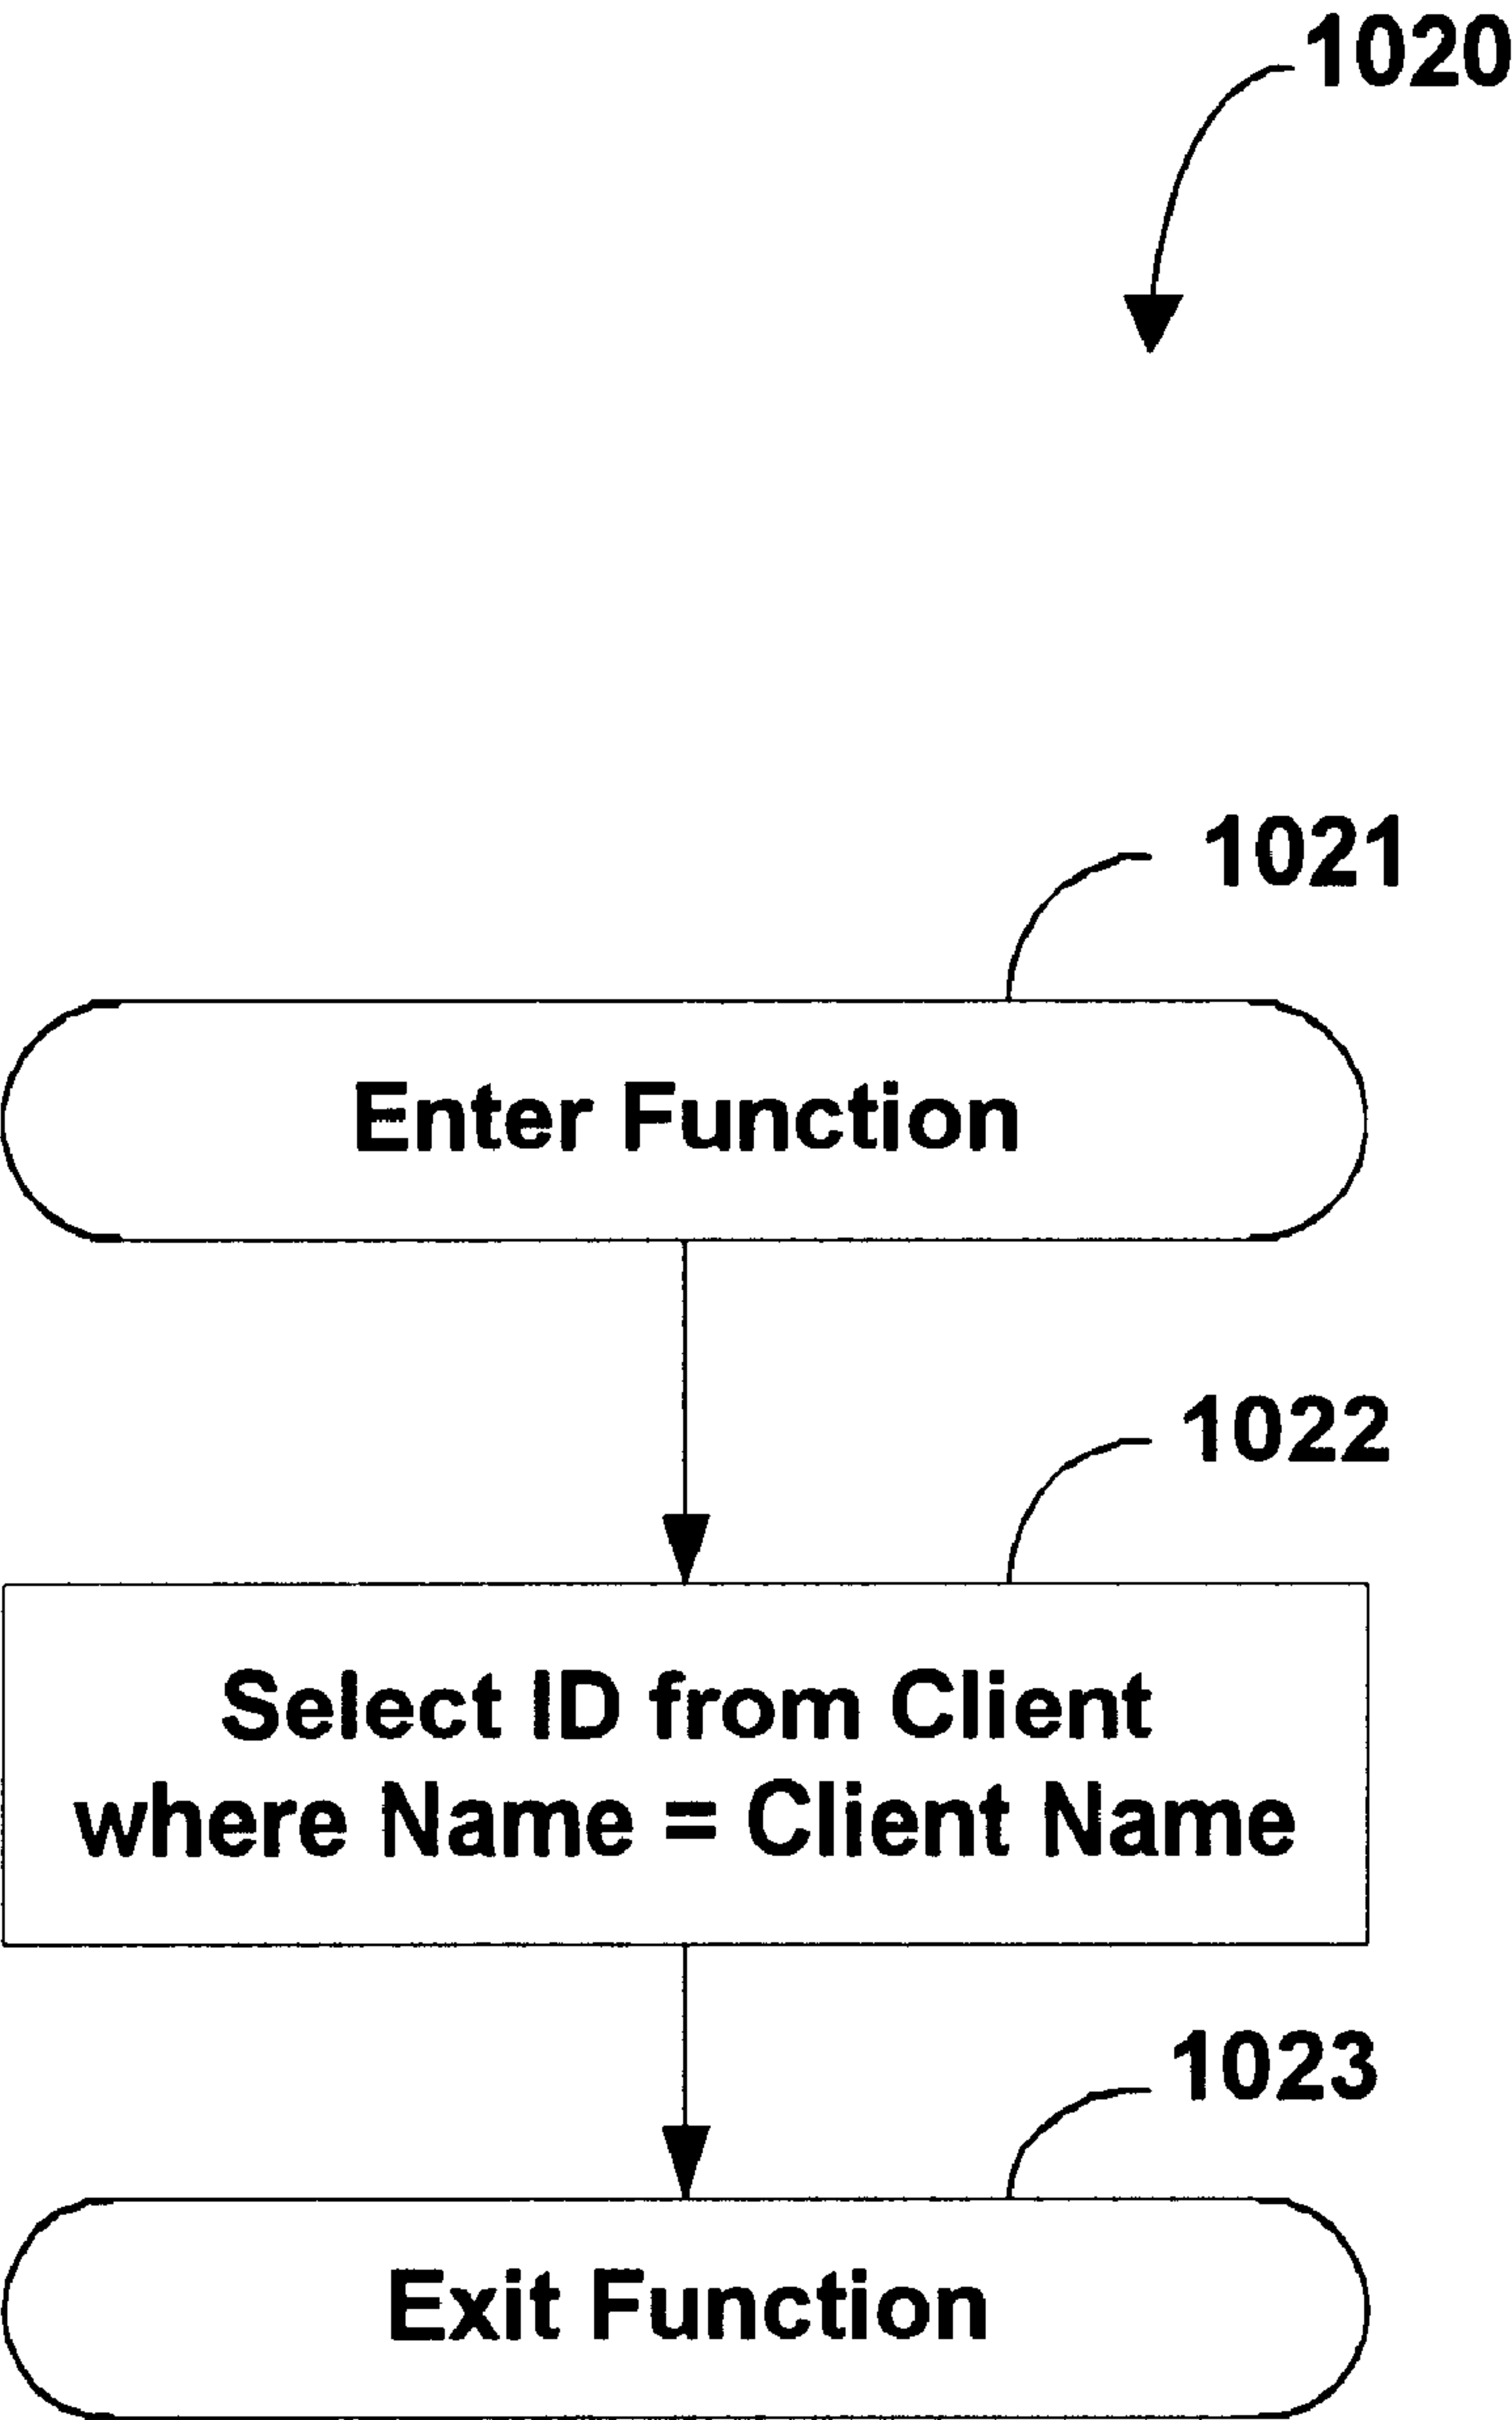 1020
1021
Enter Function
1022
Select ID from Client
where Name = Client Name
1023
Exit Function